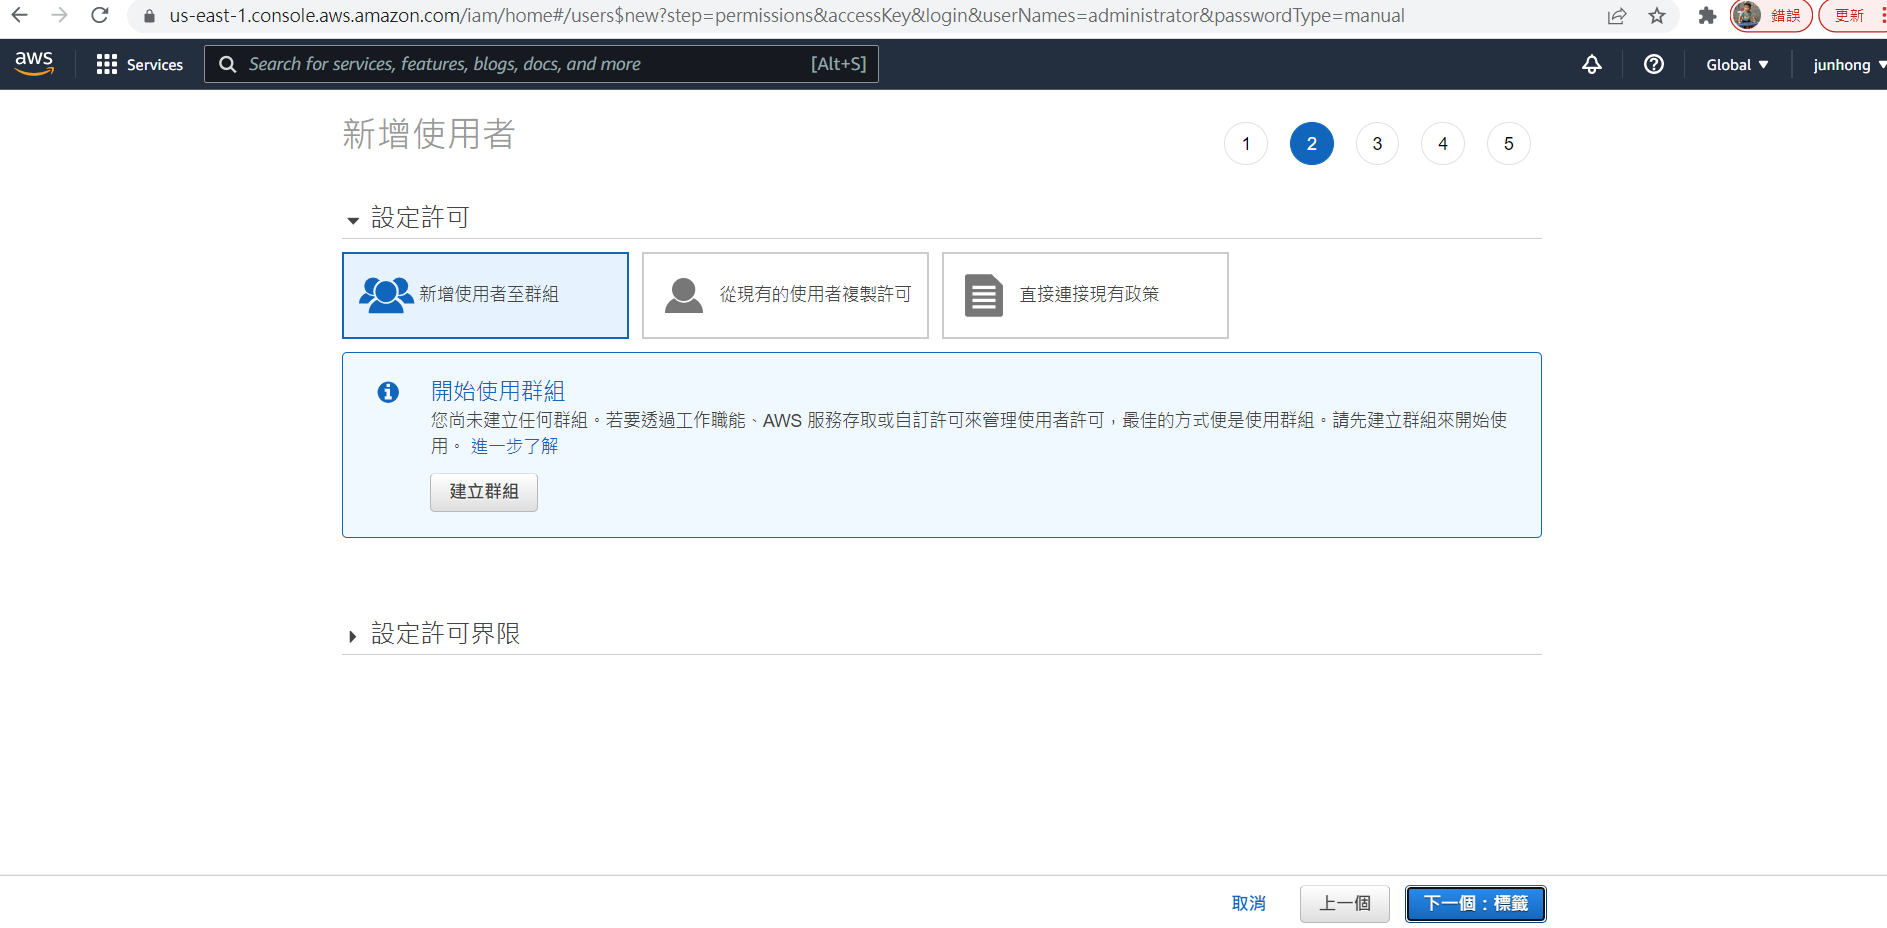 us-east-1.console.aws.amazon.com/iam/home#/users$new?step=permissions&accessKey&login&userNames=administrator&passwordType=manual
錯誤
更新
aws
Services
Search for services, features, blogs, docs, and more
[Alt+S]
Global
junhong
新增使用者
1
2
3
4
5
設定許可
新增使用者至群組
從現有的使用者複製許可
直接連接現有政策
開始使用群組
您尚未建立任何群組。若要透過工作職能、AWS 服務存取或自訂許可來管理使用者許可，最佳的方式便是使用群組。請先建立群組來開始使
用。 進一步了解
建立群組
設定許可界限
取消
上一個
下一個：標籤